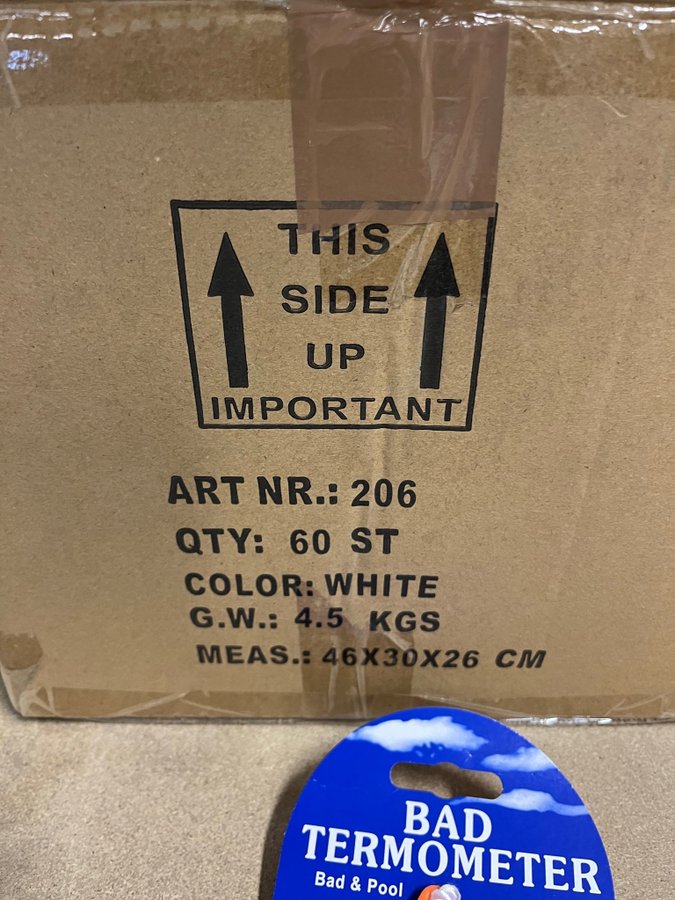 THIS
SIDE
UP
IMPORTANT
ART NR.: 206
QTY: 60 ST
COLOR: WHITE
G.W.: 4.5 KGS
MEAS.: 46X30X26 CM
BAD
TERMOMETER
Bad & Pool